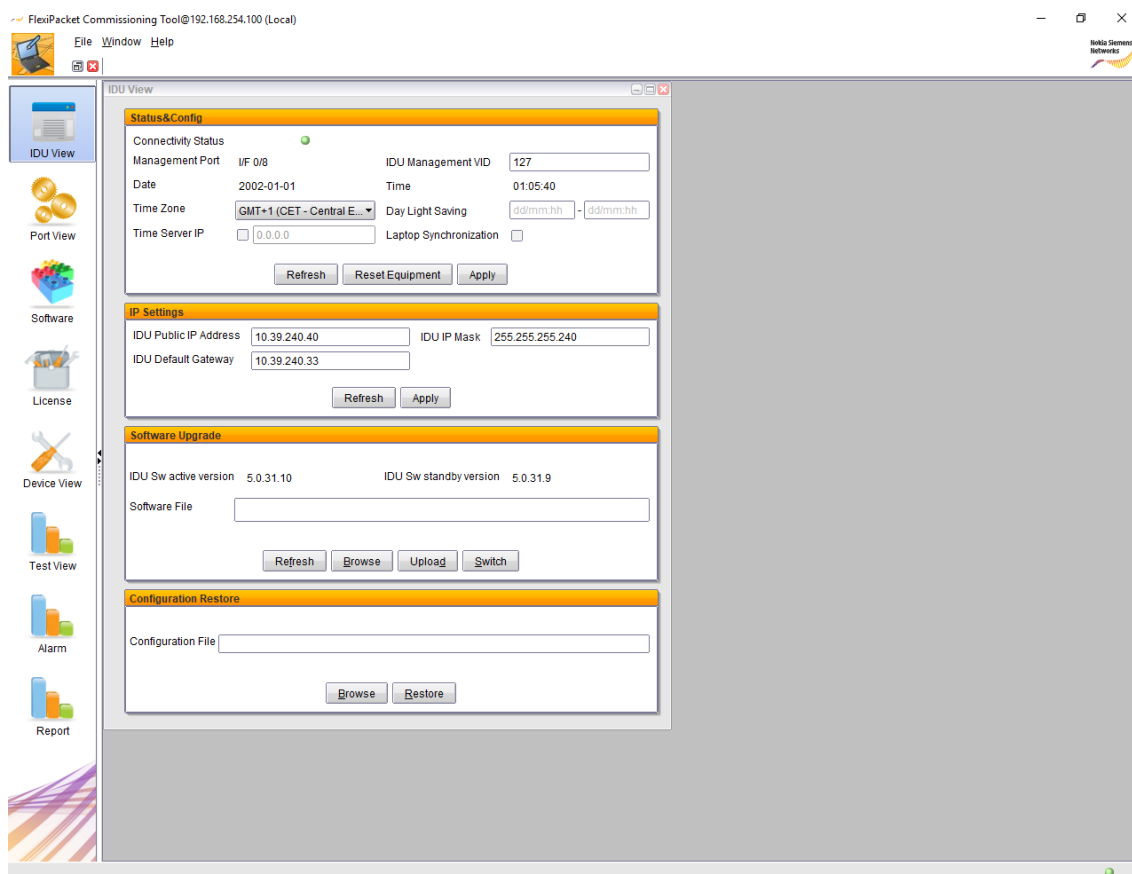 FlexiPacket Commissioning Tool@192.168.254.100 (Local)
File Window Help
Nokia Siemens
Networks
IDU View
Port View
Software
License
Device View
Test View
Alarm
Report
IDU View
Status&Config
Connectivity Status
Management Port I/F 0/8 IDU Management VID 127
Date 2002-01-01 Time 01:05:40
Time Zone GMT+1 (CET - Central E... Day Light Saving dd/mm:hh - dd/mm:hh
Time Server IP 0.0.0.0 Laptop Synchronization
Refresh Reset Equipment Apply
IP Settings
IDU Public IP Address 10.39.240.40 IDU IP Mask 255.255.255.240
IDU Default Gateway 10.39.240.33
Refresh Apply
Software Upgrade
IDU Sw active version 5.0.31.10 IDU Sw standby version 5.0.31.9
Software File
Refresh Browse Upload Switch
Configuration Restore
Configuration File
Browse Restore